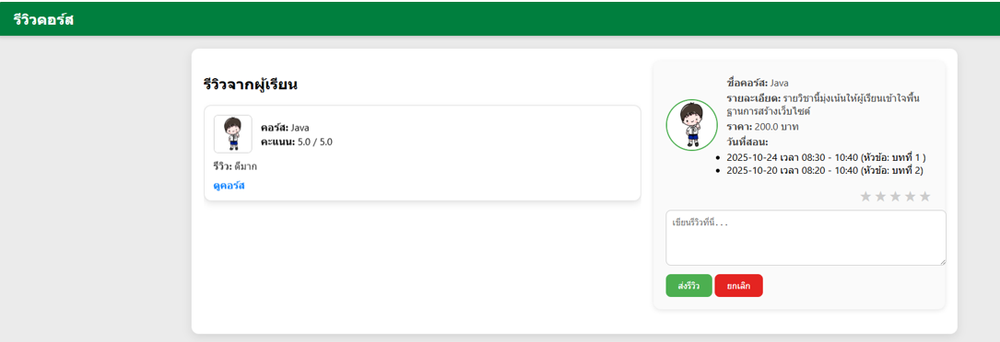 รีวิวคอร์ส
รีวิวจากผู้เรียน
คอร์ส: Java
คะแนน: 5.0 / 5.0
รีวิว: ดีมาก
ดูคอร์ส
ชื่อคอร์ส: Java
รายละเอียด: รายวิชานี้มุ่งเน้นให้ผู้เรียนเข้าใจพื้น
ฐานการสร้างเว็บไซต์
ราคา: 200.0 บาท
วันที่สอน:
2025-10-24 เวลา 08:30 - 10:40 (หัวข้อ: บทที่ 1 )
2025-10-20 เวลา 08:20 - 10:40 (หัวข้อ: บทที่ 2)
เขียนรีวิวที่นี่...
ส่งรีวิว
ยกเลิก